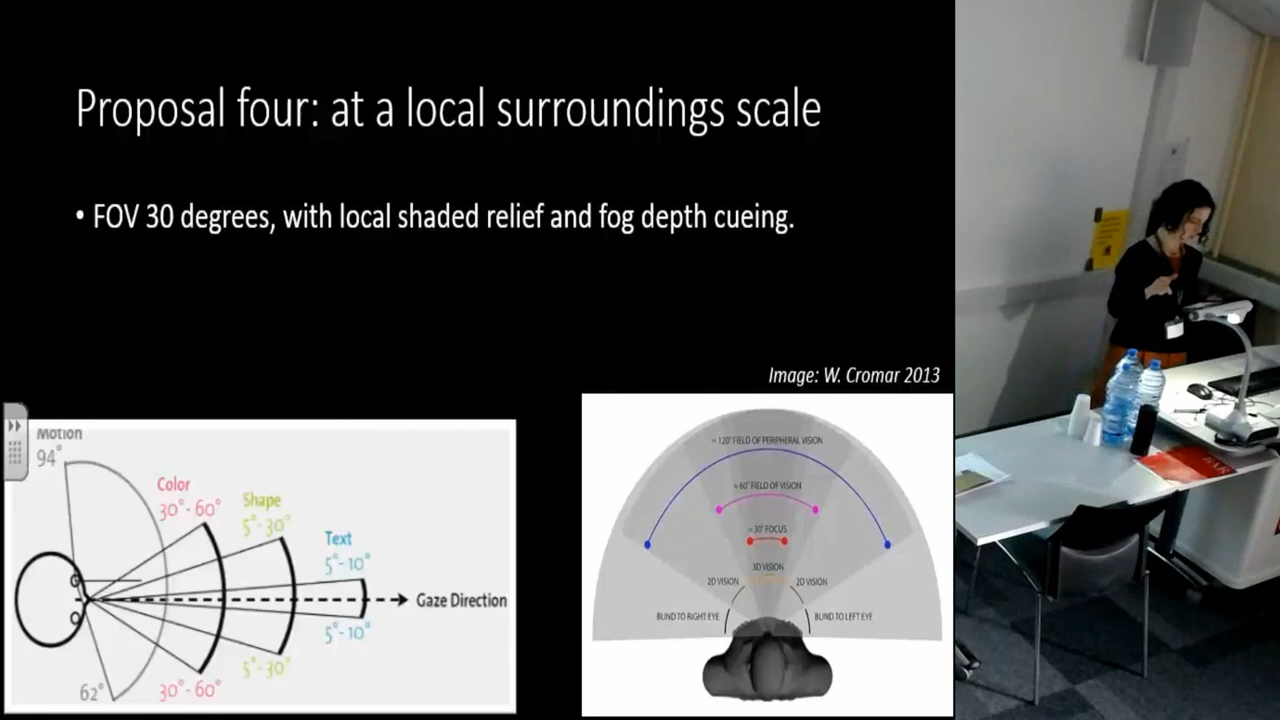 Proposal four: at a local surroundings scale
• FOV 30 degrees, with local shaded relief and fog depth cueing.
Image: W. Cromar 2013
Motion
94°
Color
30°- 60°
Shape
5°- 30°
Text
5°- 10°
Gaze Direction
5°- 10°
5°- 30°
30°- 60°
62°
≈ 120° FIELD OF PERIPHERAL VISION
≈ 60° FIELD OF VISION
≈ 30° FOCUS
3D VISION
2D VISION
2D VISION
BLIND TO RIGHT EYE
BLIND TO LEFT EYE